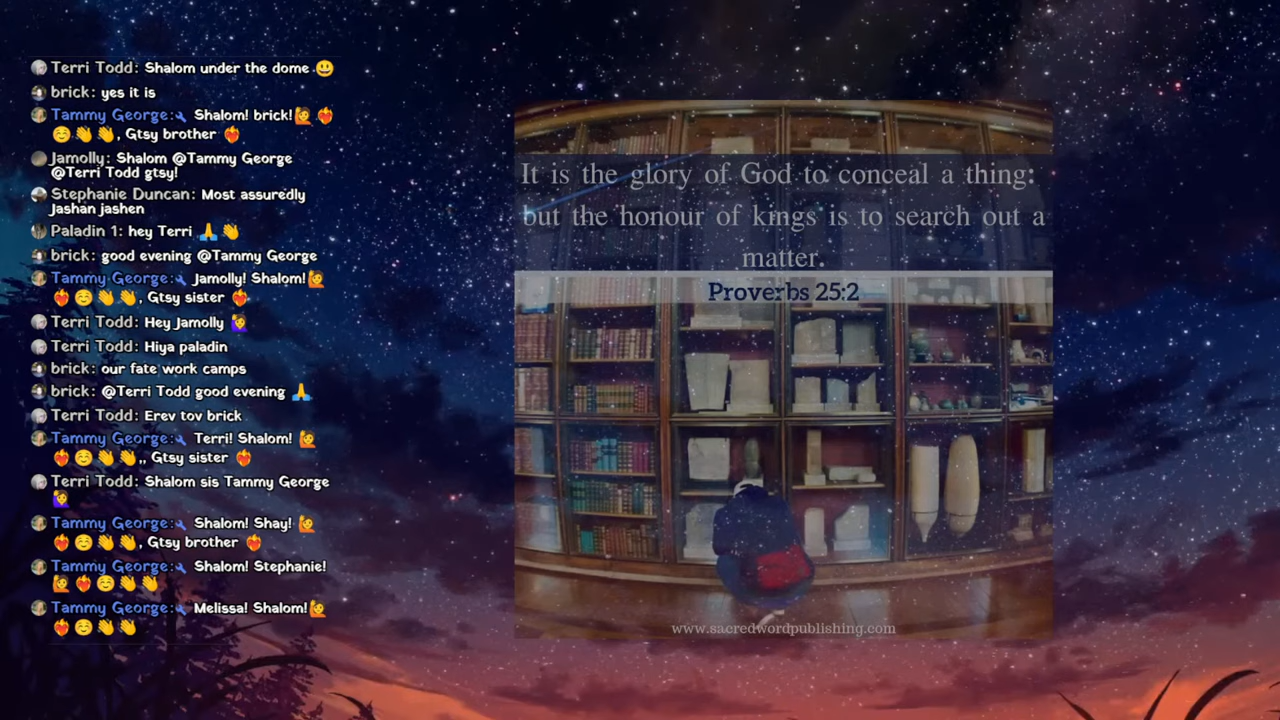 Terri Todd: Shalom under the dome 😃
brick: yes it is
Tammy George: Shalom! brick!🙋 ❤️‍🔥
☺️👋👋, Gtsy brother ❤️‍🔥
Jamolly: Shalom @Tammy George
@Terri Todd gtsy!
Stephanie Duncan: Most assuredly
Jashan jashen
Paladin 1: hey Terri 🙏👋
brick: good evening @Tammy George
Tammy George: Jamolly! Shalom!🙋
❤️‍🔥☺️👋👋, Gtsy sister ❤️‍🔥
Terri Todd: Hey Jamolly 🙋‍♀️
Terri Todd: Hiya paladin
brick: our fate work camps
brick: @Terri Todd good evening 🙏
Terri Todd: Erev tov brick
Tammy George: Terri! Shalom! 🙋
❤️‍🔥☺️👋👋,, Gtsy sister ❤️‍🔥
Terri Todd: Shalom sis Tammy George
🙋‍♀️
Tammy George: Shalom! Shay! 🙋
❤️‍🔥☺️👋👋, Gtsy brother ❤️‍🔥
Tammy George: Shalom! Stephanie!
🙋❤️‍🔥☺️👋👋
Tammy George: Melissa! Shalom!🙋
❤️‍🔥☺️👋👋
It is the glory of God to conceal a thing:
but the honour of kings is to search out a
matter.
Proverbs 25:2
www.sacredwordpublishing.com